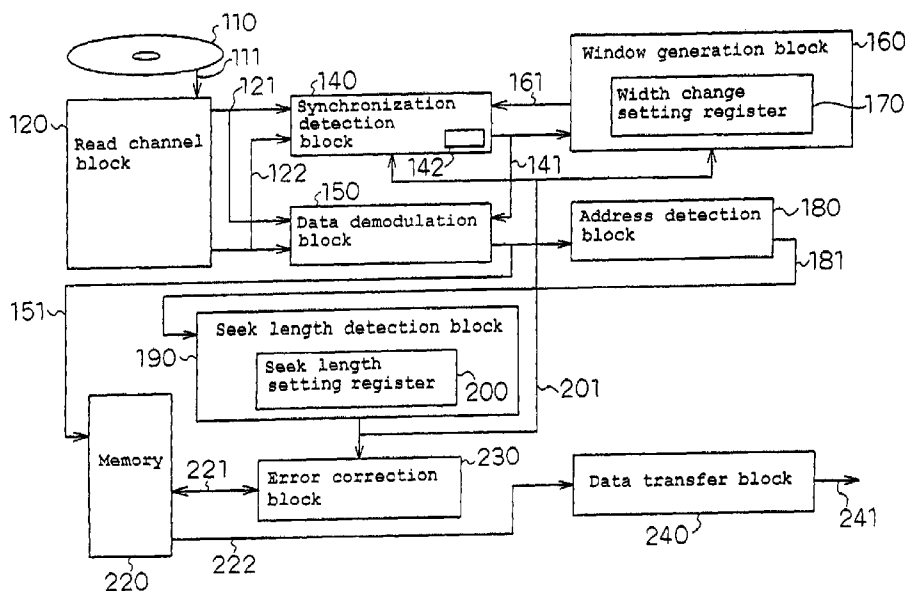 110
111
121
140
161
Window generation block
160
120
Read channel
block
Synchronization
detection
block
142
Width change
setting register
170
122
141
150
Data demodulation
block
Address detection
block
180
181
151
Seek length detection block
190
Seek length
setting register
200
201
Memory
221
Error correction
block
230
Data transfer block
240
241
220
222